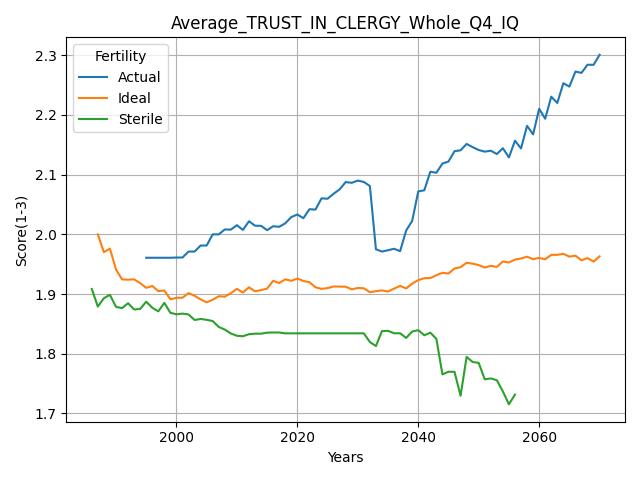 Average_TRUST_IN_CLERGY_Whole_Q4_IQ
Fertility
Actual
Ideal
Sterile
Score(1-3)
2.3
2.2
2.1
2.0
1.9
1.8
1.7
2000
2020
2040
2060
Years